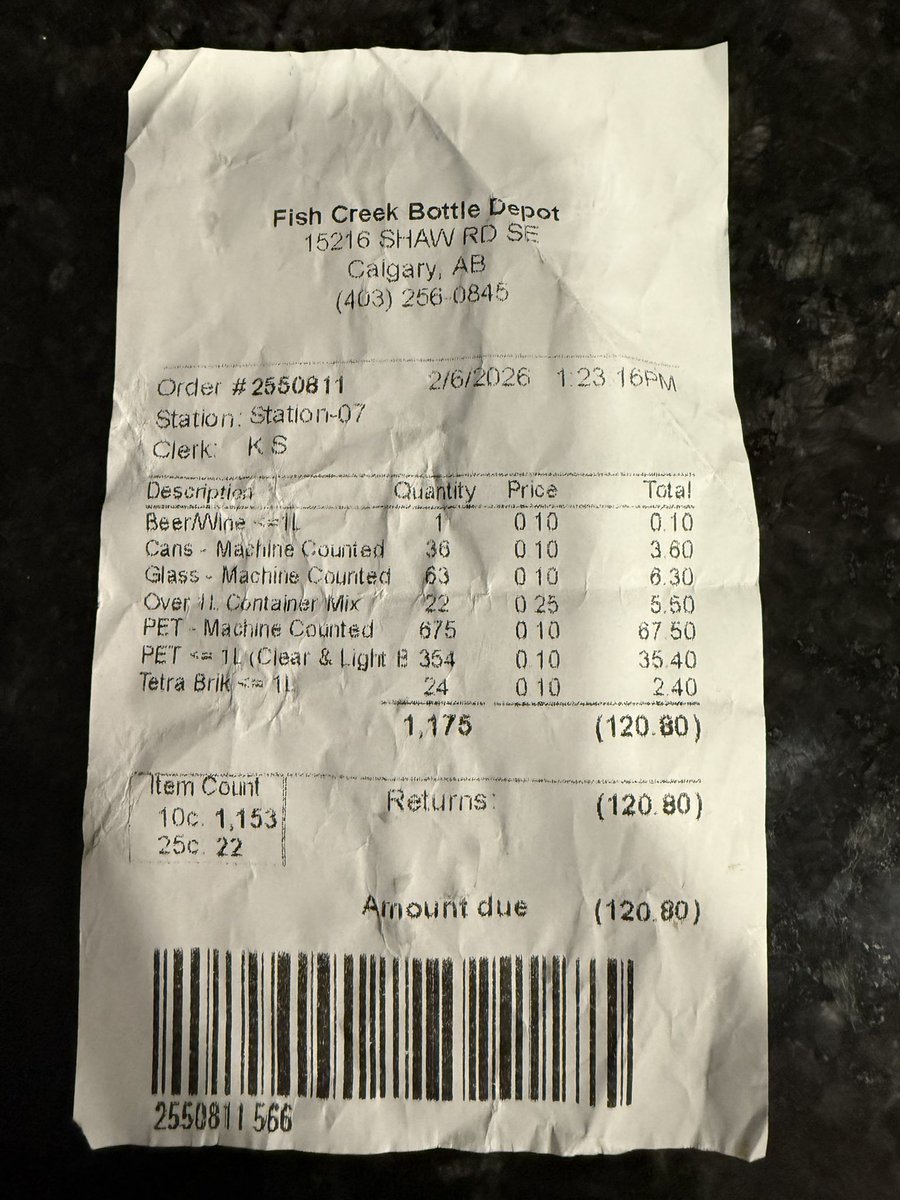 Fish Creek Bottle Depot
15216 SHAW RD SE
Calgary, AB
(403) 256-0845
Order # 2550811 2/6/2026 1:23 16PM
Station: Station-07
Clerk: K S
Description Quantity Price Total
Beer/Wine <=1L 1 0 10 0.10
Cans - Machine Counted 36 0 10 3.60
Glass - Machine Counted 63 0 10 6.30
Over 1L Container Mix 22 0 25 5.50
PET - Machine Counted 675 0 10 67.50
PET <= 1L (Clear & Light B 354 0.10 35.40
Tetra Brik <= 1L 24 0 10 2.40
1,175 (120.80)
Item Count
10c. 1,153
25c. 22
Returns: (120.80)
Amount due (120.80)
2550811 566